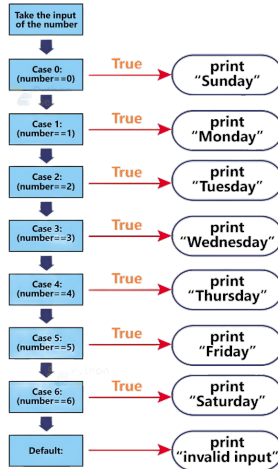 Take the input
of the number
Case 0:
(number==0)
True
print
“Sunday”
Case 1:
(number==1)
True
print
“Monday”
Case 2:
(number==2)
True
print
“Tuesday”
Case 3:
(number==3)
True
print
“Wednesday”
Case 4:
(number==4)
True
print
“Thursday”
Case 5:
(number==5)
True
print
“Friday”
Case 6:
(number==6)
True
print
“Saturday”
Default:
print
“invalid input”